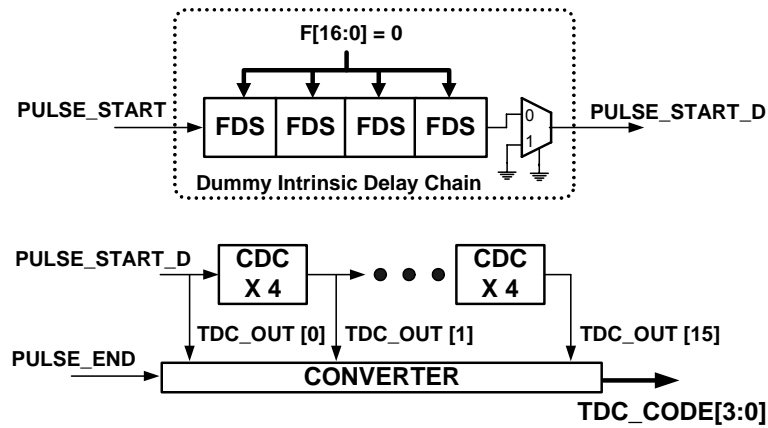 F[16:0] = 0
PULSE_START
FDS FDS FDS FDS
0
1
PULSE_START_D
Dummy Intrinsic Delay Chain
PULSE_START_D
CDC
X 4
CDC
X 4
TDC_OUT [0]
TDC_OUT [1]
TDC_OUT [15]
PULSE_END
CONVERTER
TDC_CODE[3:0]